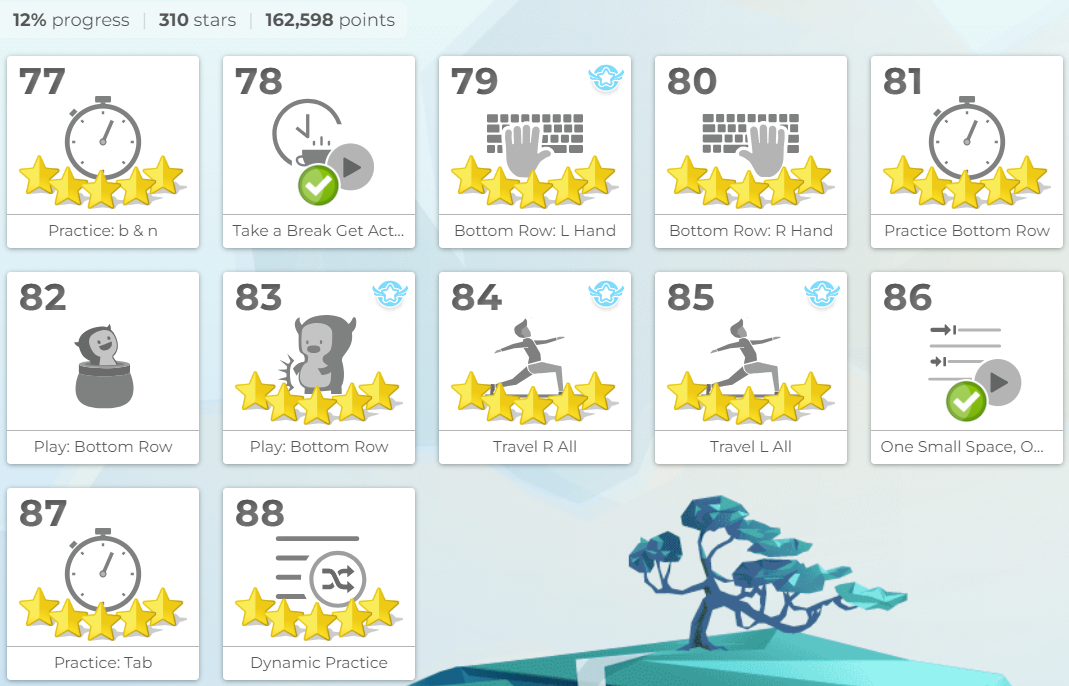 12% progress | 310 stars | 162,598 points
77
78
79
80
81
Practice: b & n
Take a Break Get Act...
Bottom Row: L Hand
Bottom Row: R Hand
Practice Bottom Row
82
83
84
85
86
Play: Bottom Row
Play: Bottom Row
Travel R All
Travel L All
One Small Space, O...
87
88
Practice: Tab
Dynamic Practice